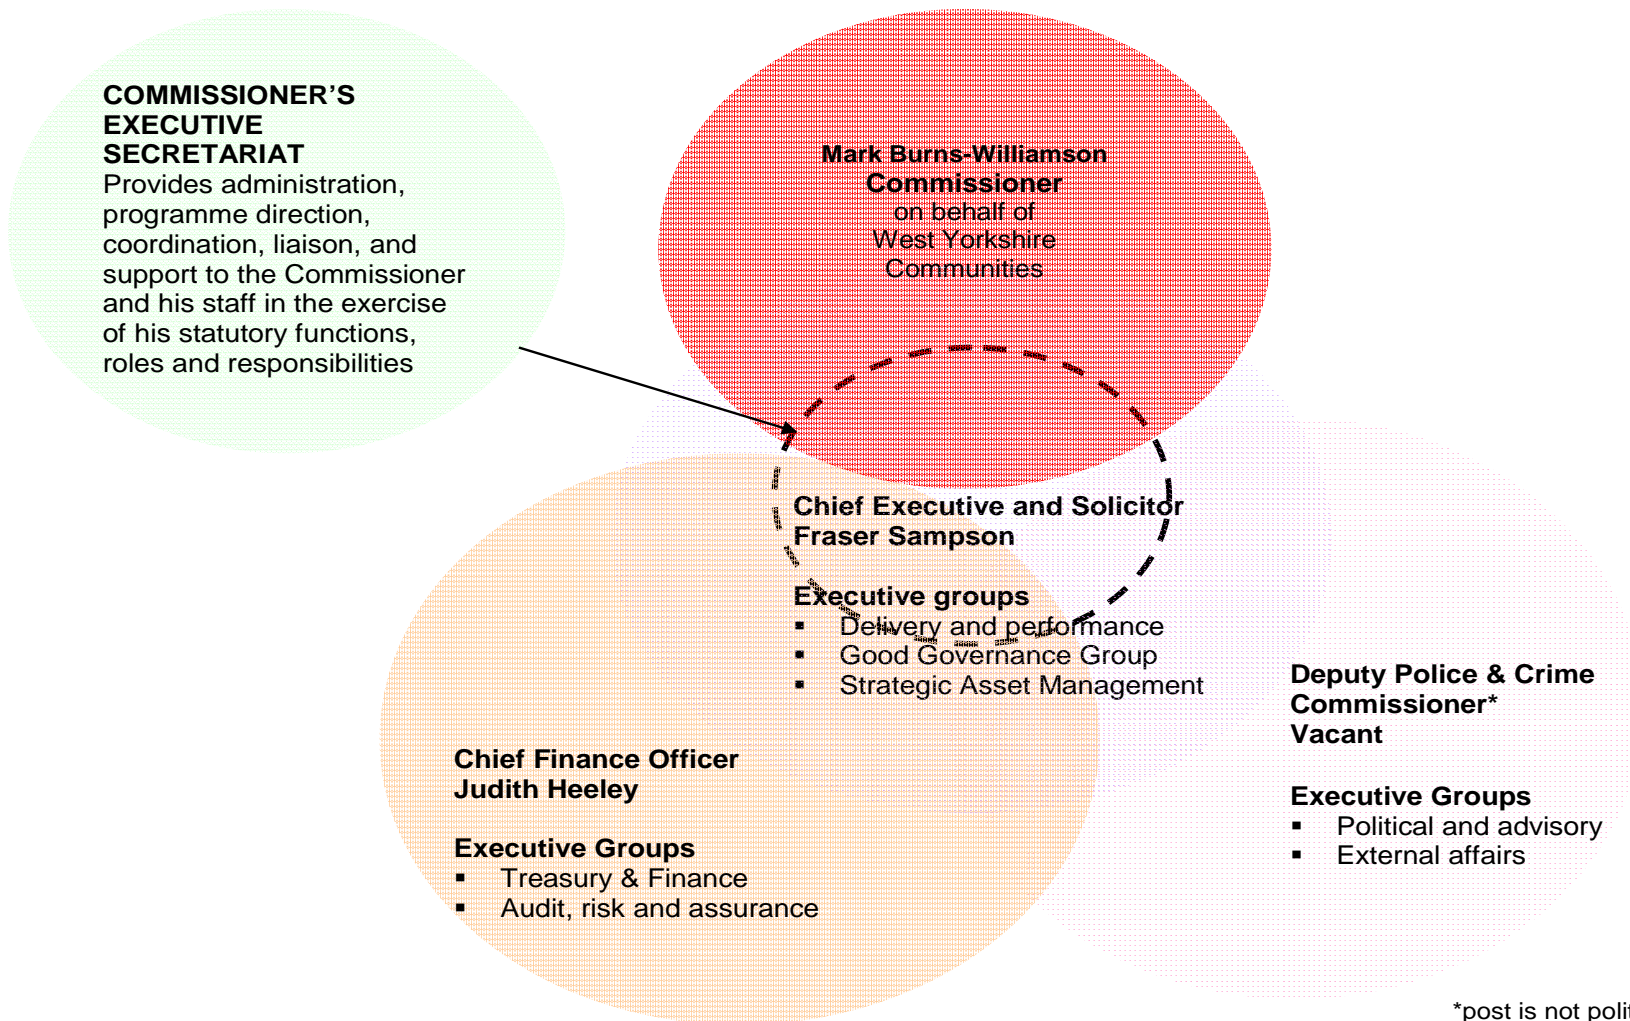 COMMISSIONER’S
EXECUTIVE
SECRETARIAT
Provides administration,
programme direction,
coordination, liaison, and
support to the Commissioner
and his staff in the exercise
of his statutory functions,
roles and responsibilities
Mark Burns-Williamson
Commissioner
on behalf of
West Yorkshire
Communities
Chief Executive and Solicitor
Fraser Sampson
Executive groups
▪ Delivery and performance
▪ Good Governance Group
▪ Strategic Asset Management
Chief Finance Officer
Judith Heeley
Executive Groups
▪ Treasury & Finance
▪ Audit, risk and assurance
Deputy Police & Crime
Commissioner*
Vacant
Executive Groups
▪ Political and advisory
▪ External affairs
*post is not polit